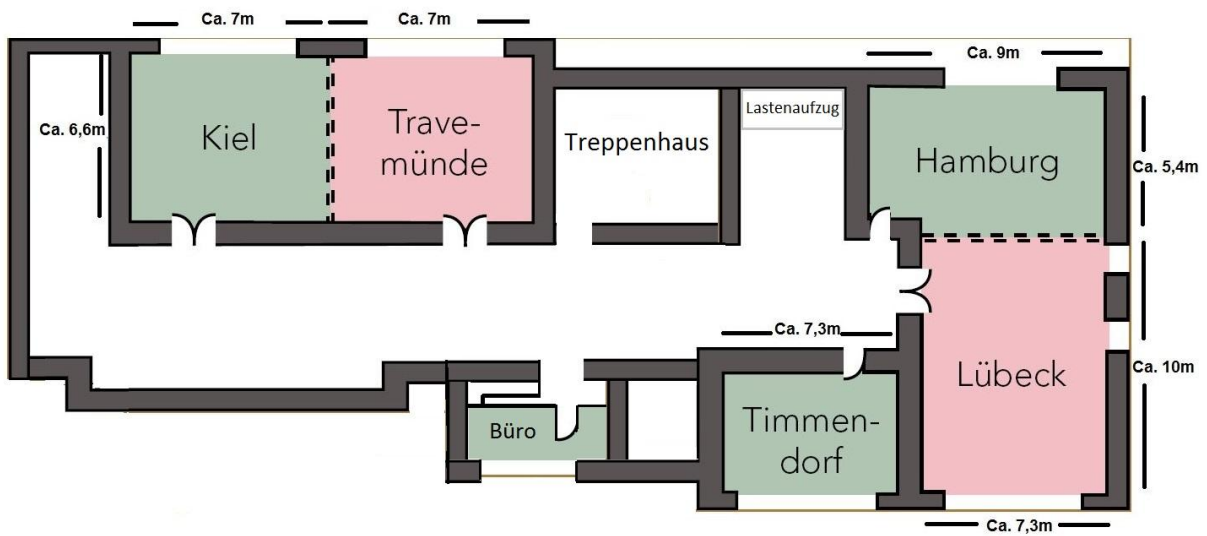 Ca. 7m
Ca. 7m
Ca. 9m
Ca. 6,6m
Kiel
Trave-
münde
Treppenhaus
Lastenaufzug
Hamburg
Ca. 5,4m
Ca. 7,3m
Lübeck
Ca. 10m
Büro
Timmen-
dorf
Ca. 7,3m